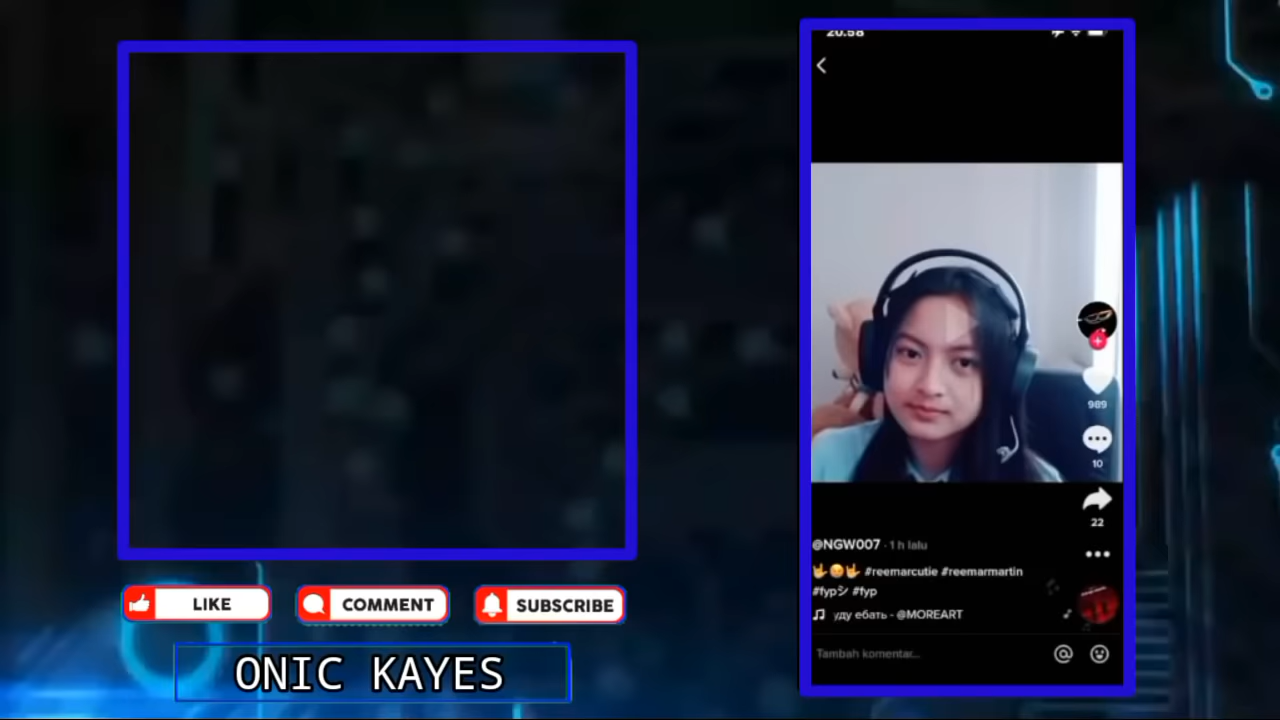 LIKE
COMMENT
SUBSCRIBE
ONIC KAYES
20.58
989
10
22
@NGW007 · 1 h lalu
🤟😁🤟 #reemarcutie #reemarmartin
#fypシ #fyp
уду ебать - @MOREART
Tambah komentar...